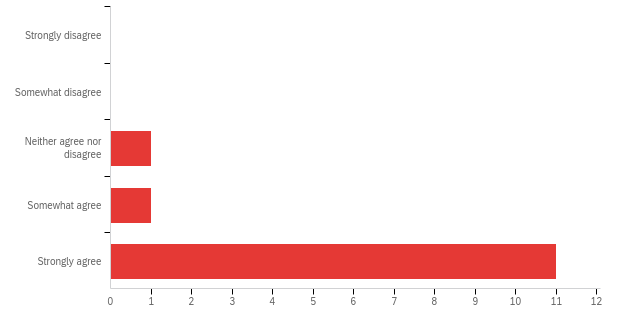 Strongly disagree
Somewhat disagree
Neither agree nor
disagree
Somewhat agree
Strongly agree
0 1 2 3 4 5 6 7 8 9 10 11 12